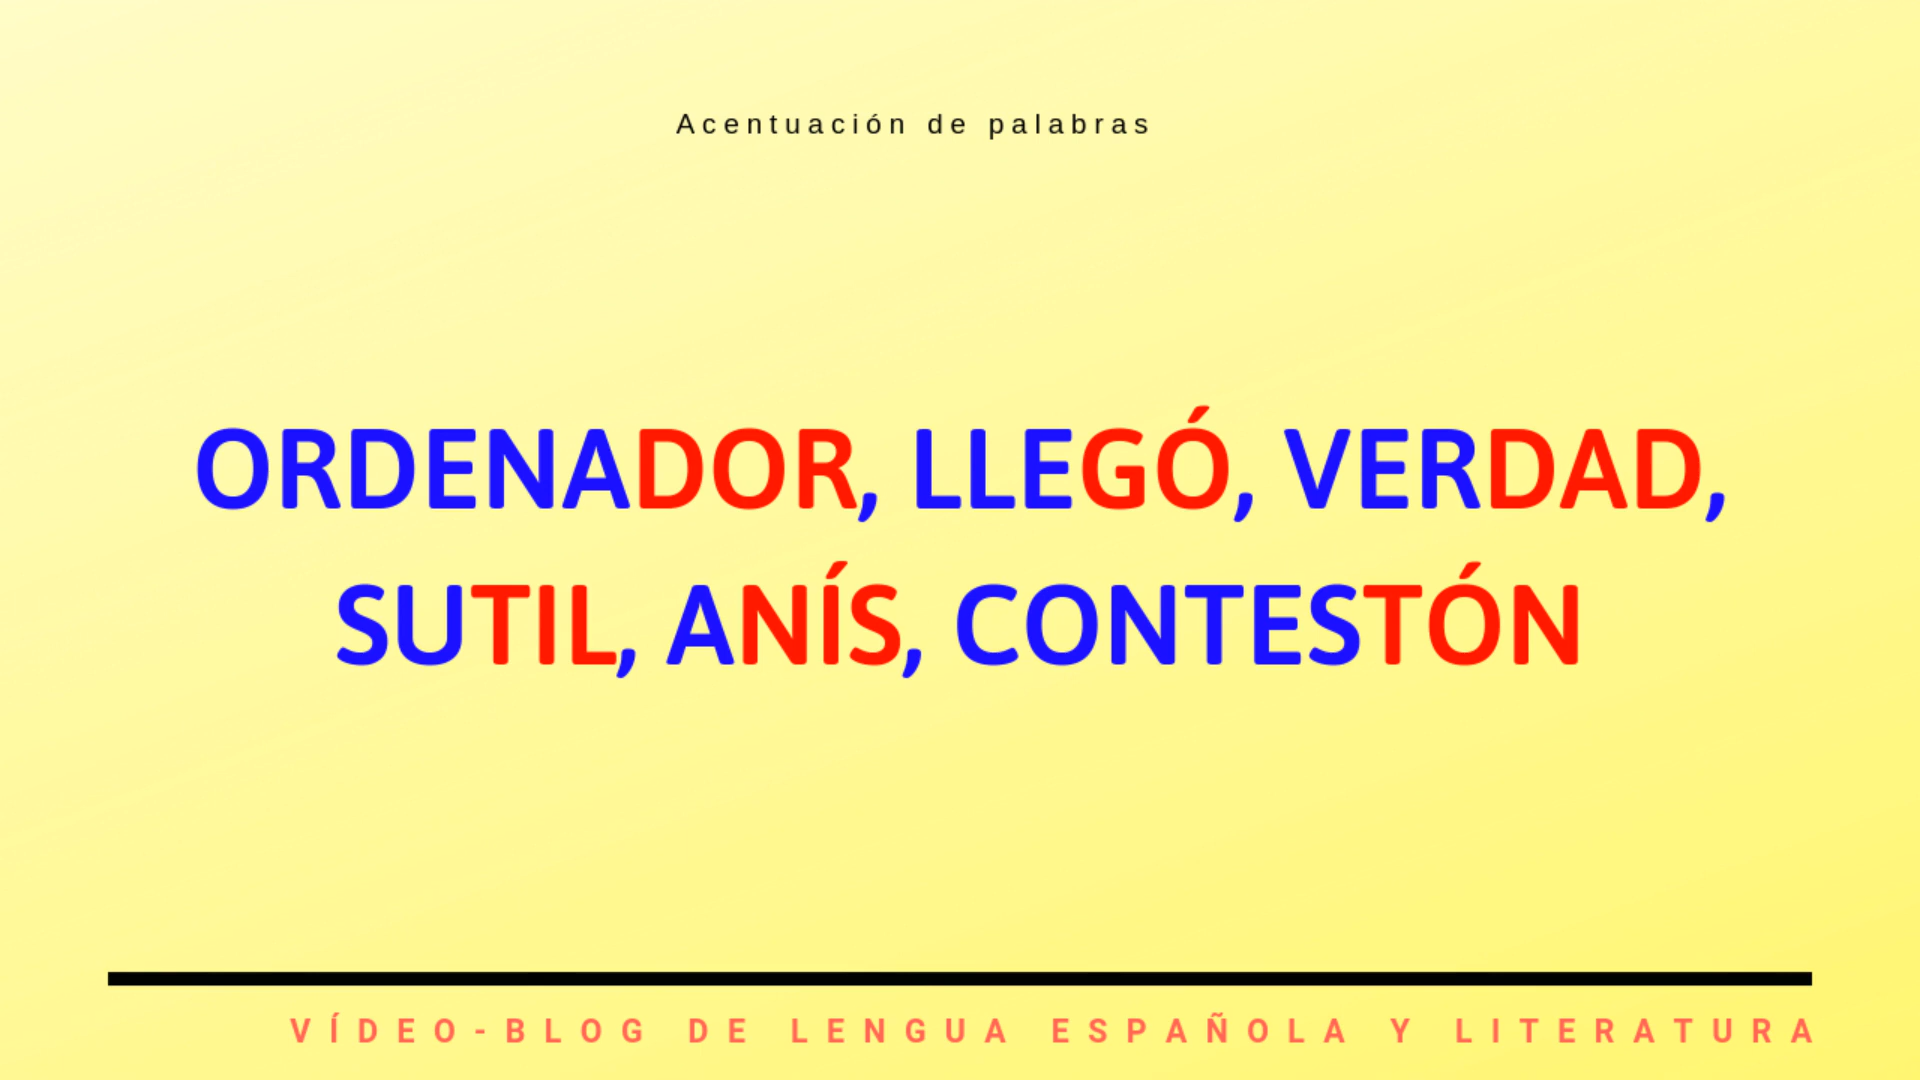 Acentuación de palabras
ORDENADOR, LLEGÓ, VERDAD,
SUTIL, ANÍS, CONTESTÓN
VÍDEO-BLOG DE LENGUA ESPAÑOLA Y LITERATURA